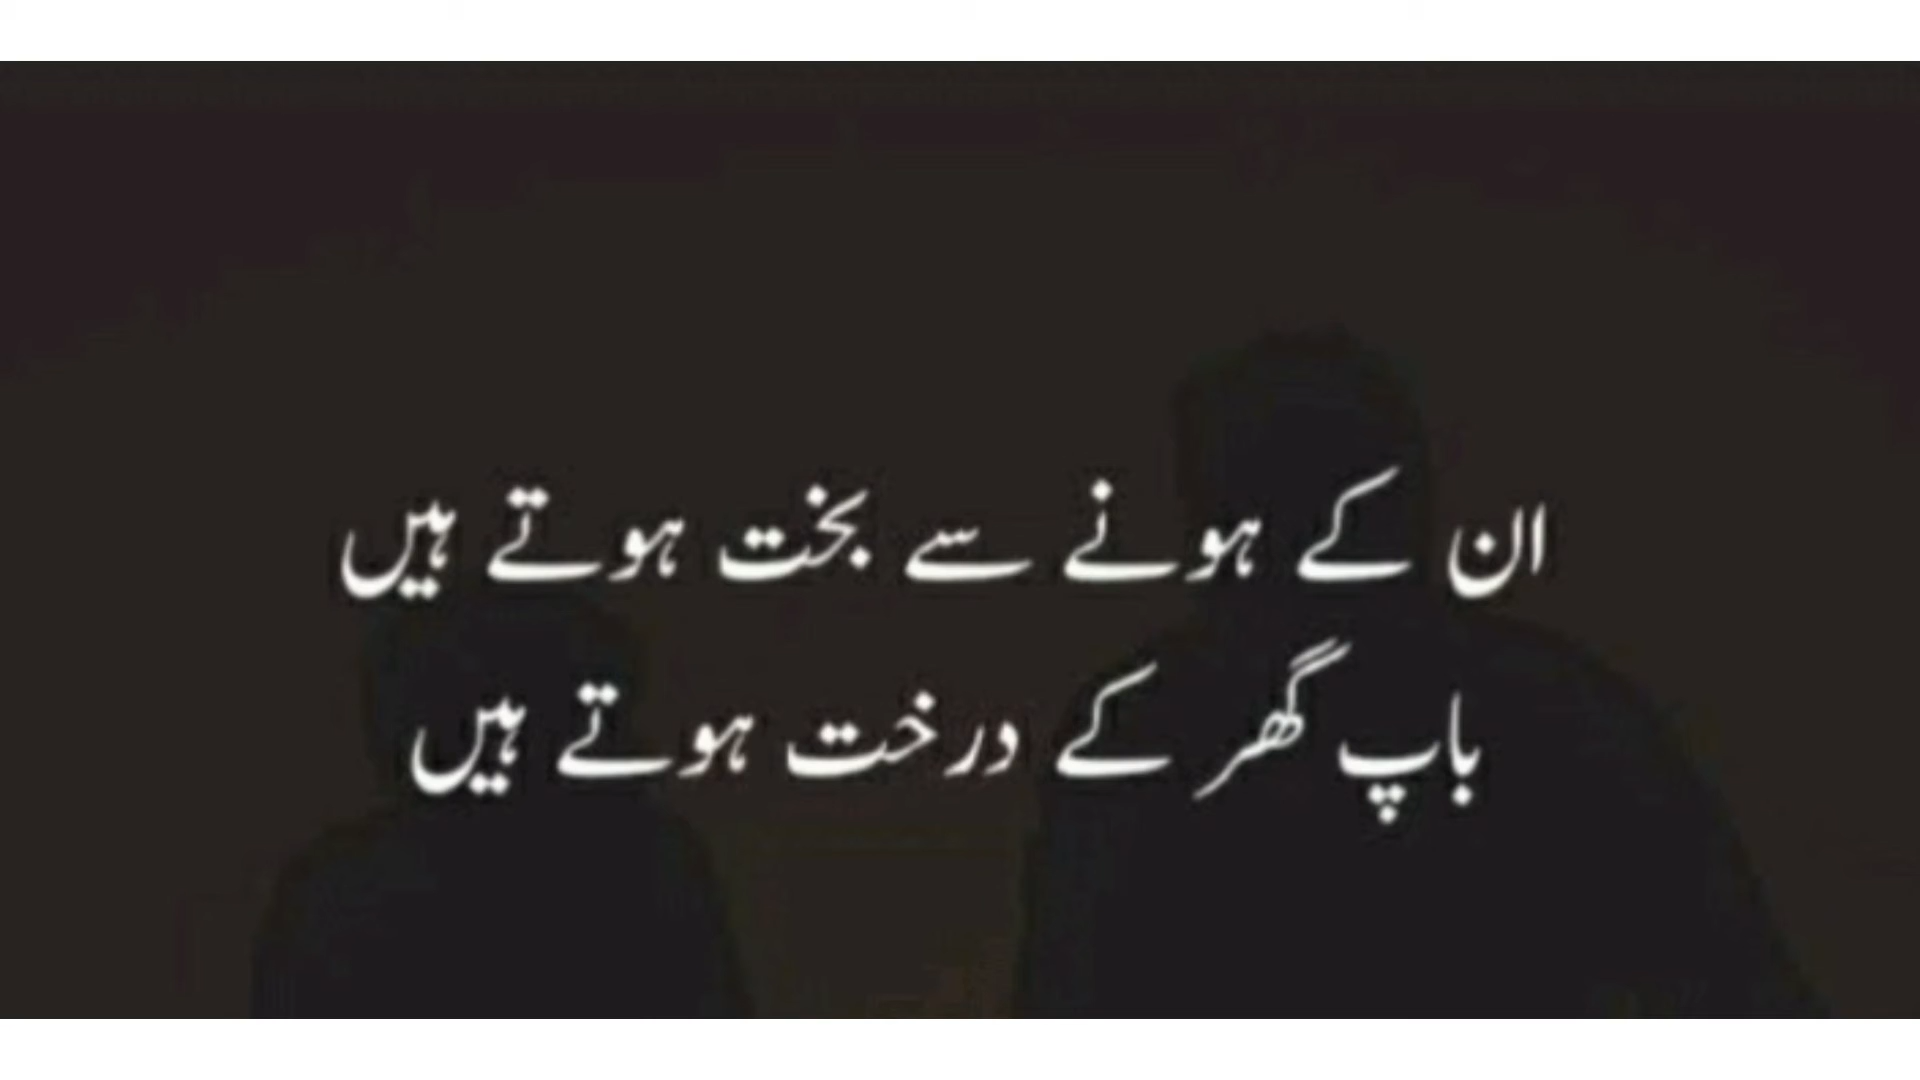 ان کے ہونے سے بخت ہوتے ہیں
باپ گھر کے درخت ہوتے ہیں